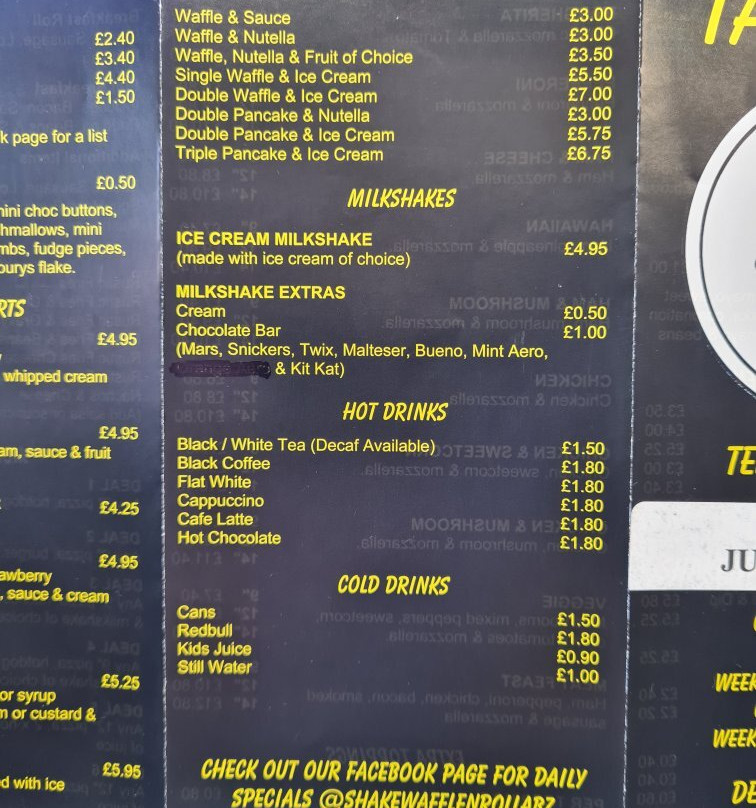 £2.40
£3.40
£4.40
£1.50
k page for a list
£0.50
ini choc buttons,
hmallows, mini
mbs, fudge pieces,
ourys flake.
RTS
£4.95
whipped cream
£4.95
am, sauce & fruit
£4.25
£4.95
awberry
, sauce & cream
£5.25
or syrup
m or custard &
£5.95
d with ice
Waffle & Sauce £3.00
Waffle & Nutella £3.00
Waffle, Nutella & Fruit of Choice £3.50
Single Waffle & Ice Cream £5.50
Double Waffle & Ice Cream £7.00
Double Pancake & Nutella £3.00
Double Pancake & Ice Cream £5.75
Triple Pancake & Ice Cream £6.75
MILKSHAKES
ICE CREAM MILKSHAKE £4.95
(made with ice cream of choice)
MILKSHAKE EXTRAS
Cream £0.50
Chocolate Bar £1.00
(Mars, Snickers, Twix, Malteser, Bueno, Mint Aero,
& Kit Kat)
HOT DRINKS
Black / White Tea (Decaf Available) £1.50
Black Coffee £1.80
Flat White £1.80
Cappuccino £1.80
Cafe Latte £1.80
Hot Chocolate £1.80
COLD DRINKS
Cans £1.50
Redbull £1.80
Kids Juice £0.90
Still Water £1.00
CHECK OUT OUR FACEBOOK PAGE FOR DAILY
SPECIALS @SHAKEWAFFLENROLLARZ
TA
TE
JU
WEEK
WEEK
DR